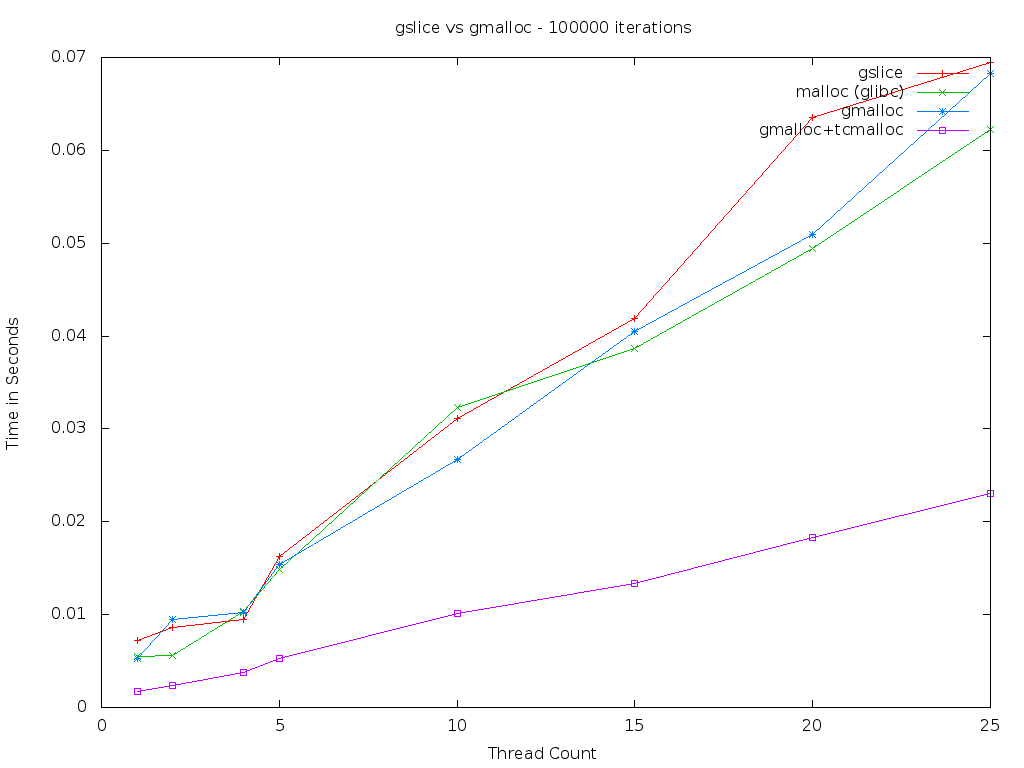 gslice vs gmalloc - 100000 iterations
0.07
0.06
0.05
0.04
0.03
0.02
0.01
0
Time in Seconds
gslice
malloc (glibc)
gmalloc
gmalloc+tcmalloc
0 5 10 15 20 25
Thread Count